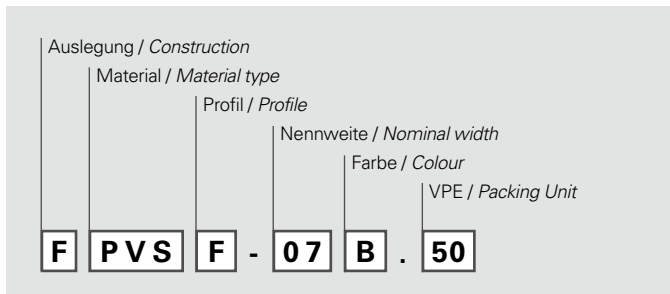 Auslegung / Construction
Material / Material type
Profil / Profile
Nennweite / Nominal width
Farbe / Colour
VPE / Packing Unit
F PVS F - 07 B . 50